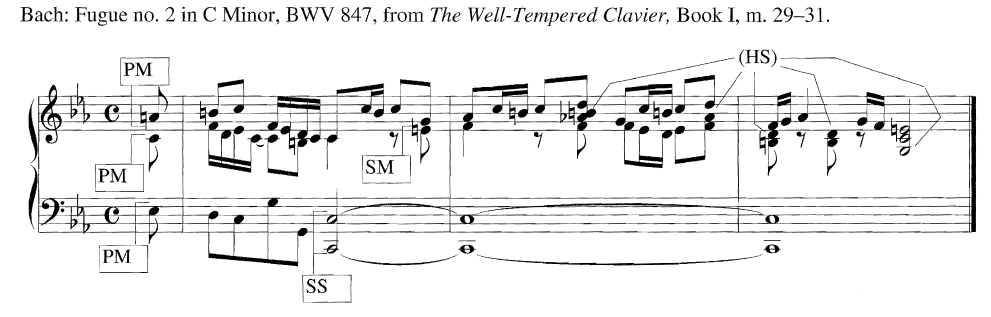 Bach: Fugue no. 2 in C Minor, BWV 847, from The Well-Tempered Clavier, Book I, m. 29–31.
(HS)
PM
PM
SM
PM
SS